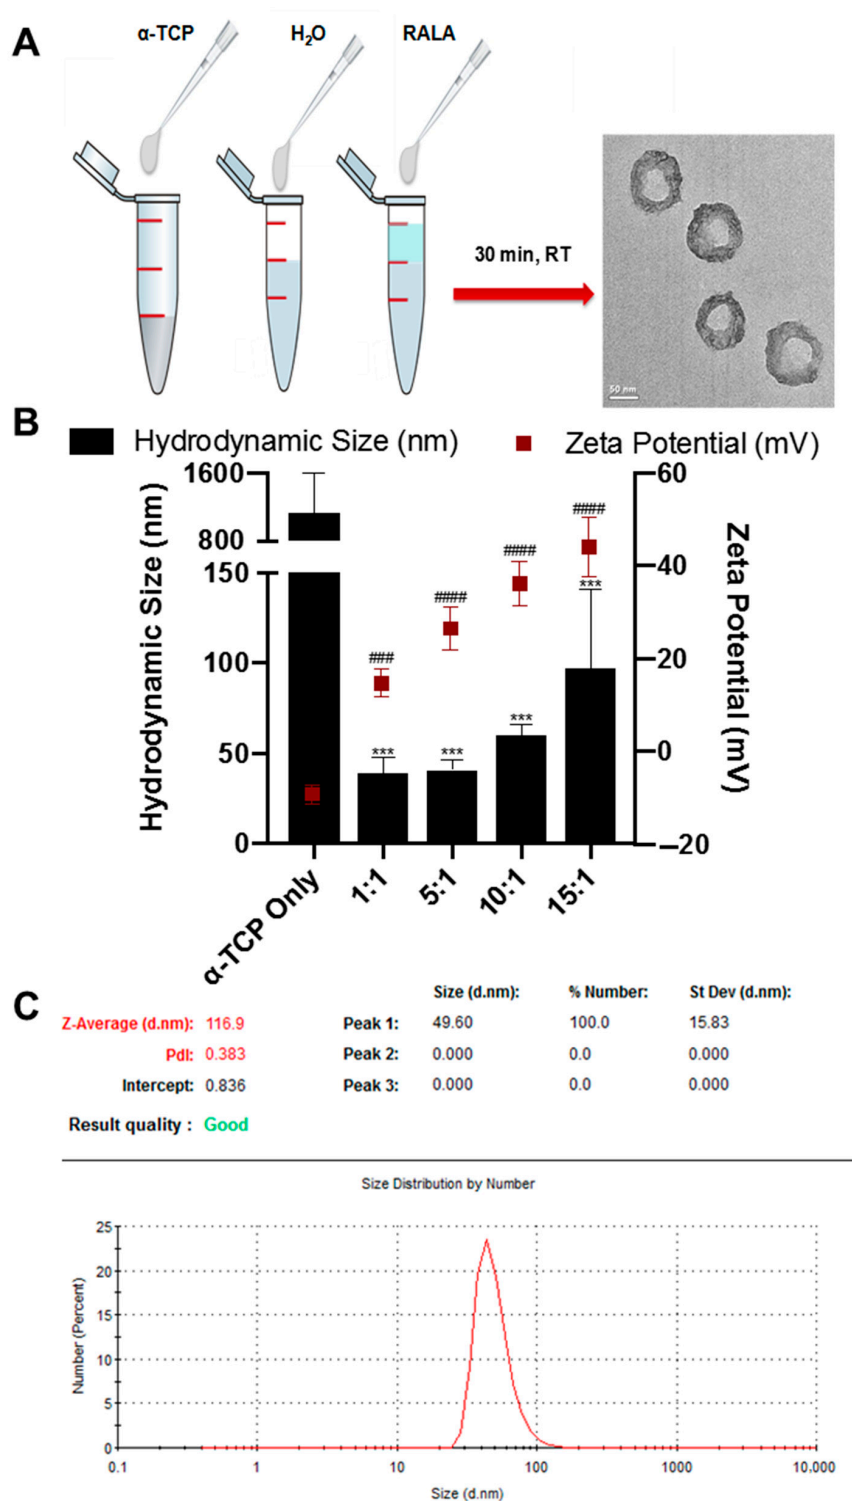 A
α-TCP H₂O RALA
30 min, RT
50 nm
B
Hydrodynamic Size (nm) Zeta Potential (mV)
Hydrodynamic Size (nm)
1600
800
150
100
50
0
60
40
20
0
–20
Zeta Potential (mV)
### #### #### ####
*** *** *** ***
α-TCP Only 1:1 5:1 10:1 15:1
C
Size (d.nm): % Number: St Dev (d.nm):
Z-Average (d.nm): 116.9 Peak 1: 49.60 100.0 15.83
PdI: 0.383 Peak 2: 0.000 0.0 0.000
Intercept: 0.836 Peak 3: 0.000 0.0 0.000
Result quality : Good
Size Distribution by Number
Number (Percent)
25
20
15
10
5
0
0.1 1 10 100 1000 10.000
Size (d.nm)